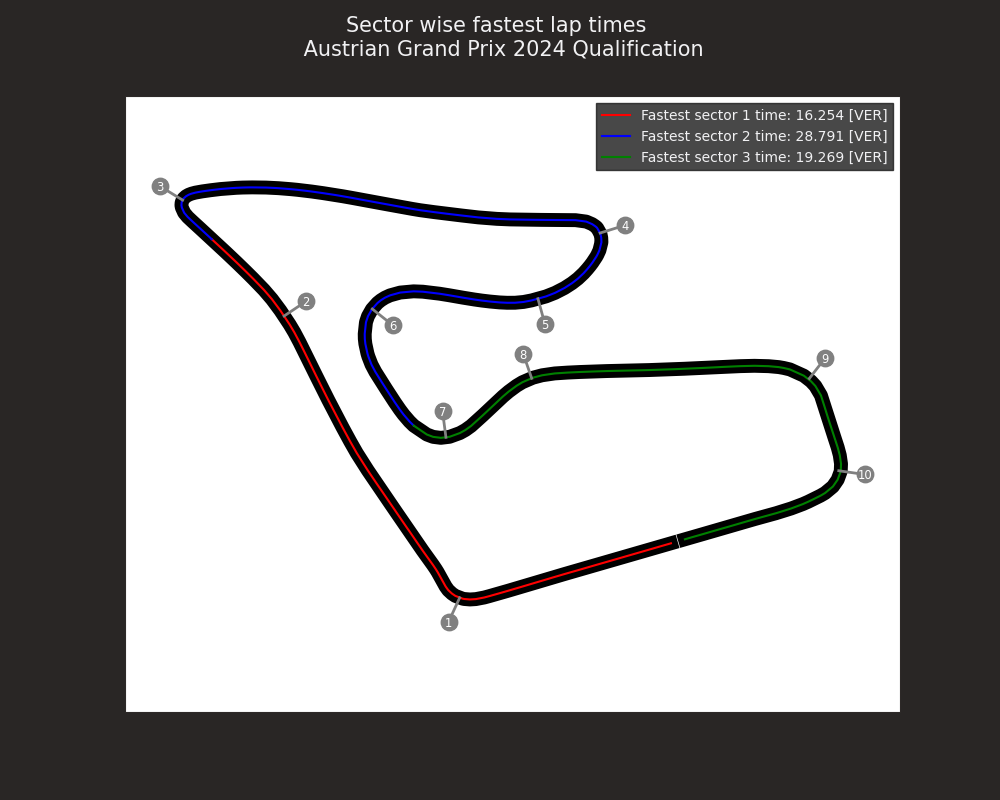 Sector wise fastest lap times
Austrian Grand Prix 2024 Qualification
Fastest sector 1 time: 16.254 [VER]
Fastest sector 2 time: 28.791 [VER]
Fastest sector 3 time: 19.269 [VER]
3
4
2
5
6
8
9
7
10
1